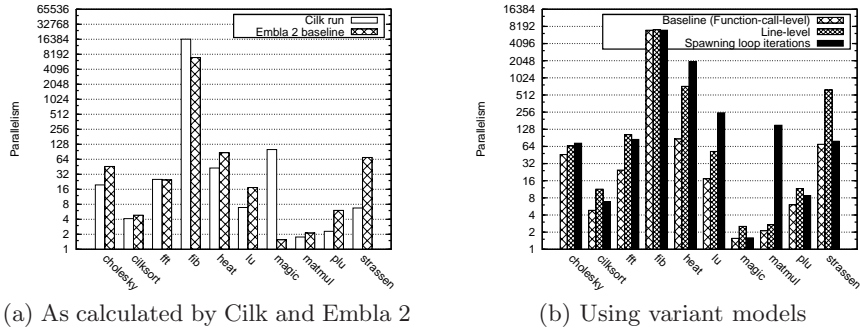 65536
32768
16384
8192
4096
2048
1024
512
256
128
64
32
16
8
4
2
1
Parallelism
Cilk run
Embla 2 baseline
cholesky
cilksort
fft
fib
heat
lu
magic
matmul
plu
strassen
(a) As calculated by Cilk and Embla 2
16384
8192
4096
2048
1024
512
256
128
64
32
16
8
4
2
1
Parallelism
Baseline (Function-call-level)
Line-level
Spawning loop iterations
cholesky
cilksort
fft
fib
heat
lu
magic
matmul
plu
strassen
(b) Using variant models